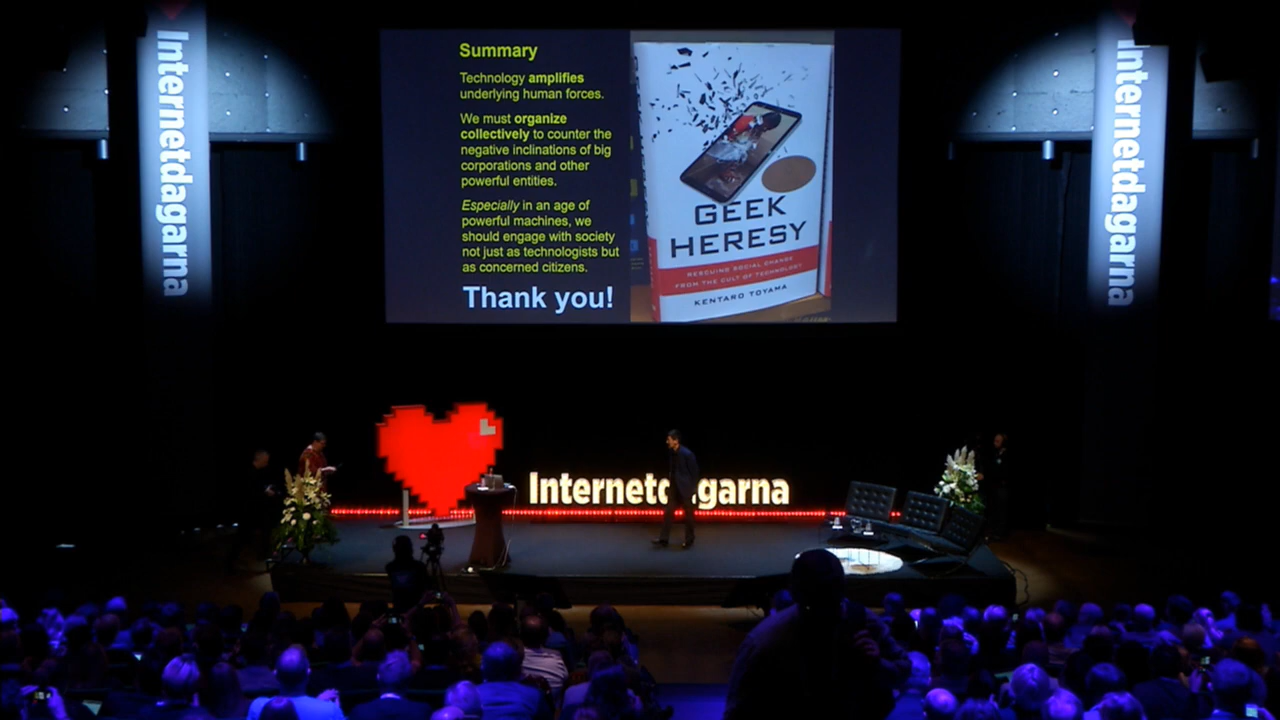 Internetdagarna
Summary
Technology amplifies
underlying human forces.
We must organize
collectively to counter the
negative inclinations of big
corporations and other
powerful entities.
Especially in an age of
powerful machines, we
should engage with society
not just as technologists but
as concerned citizens.
Thank you!
GEEK
HERESY
RESCUING SOCIAL CHANGE
FROM THE CULT OF TECHNOLOGY
KENTARO TOYAMA
Internetdagarna
Internetd garna